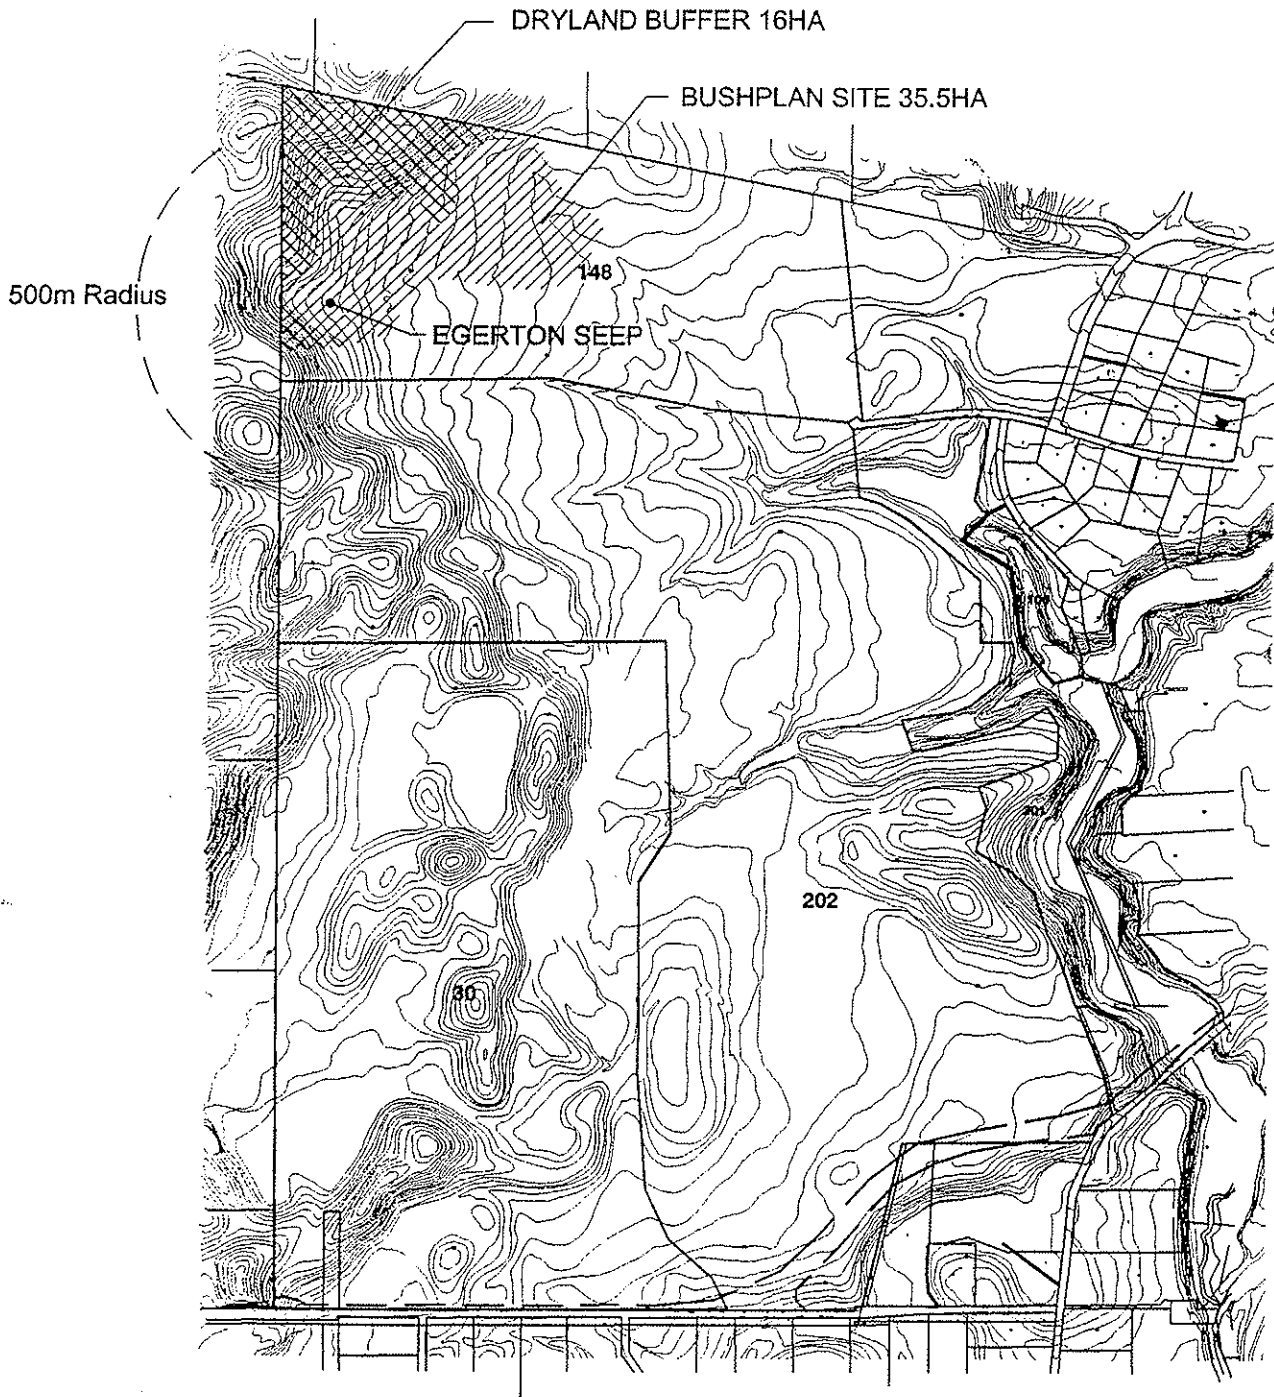 DRYLAND BUFFER 16HA
BUSHPLAN SITE 35.5HA
148
500m Radius
EGERTON SEEP
202
30